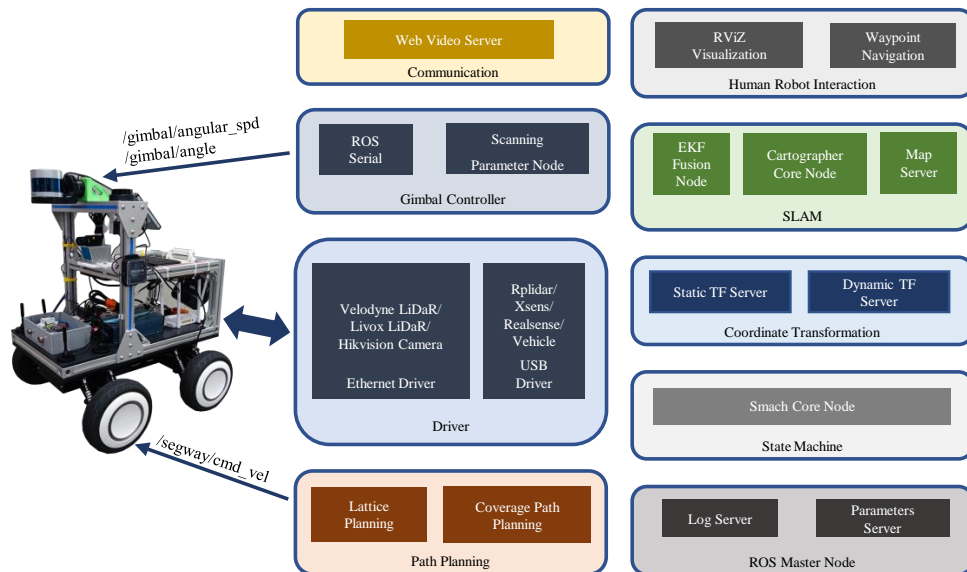 Web Video Server
Communication
/gimbal/angular_spd
/gimbal/angle
ROS
Serial
Scanning
Parameter Node
Gimbal Controller
Velodyne LiDaR/
Livox LiDaR/
Hikvision Camera
Ethernet Driver
Rplidar/
Xsens/
Realsense/
Vehicle
USB
Driver
Driver
/segway/cmd_vel
Lattice
Planning
Coverage Path
Planning
Path Planning
RViZ
Visualization
Waypoint
Navigation
Human Robot Interaction
EKF
Fusion
Node
Cartographer
Core Node
Map
Server
SLAM
Static TF Server
Dynamic TF
Server
Coordinate Transformation
Smach Core Node
State Machine
Log Server
Parameters
Server
ROS Master Node